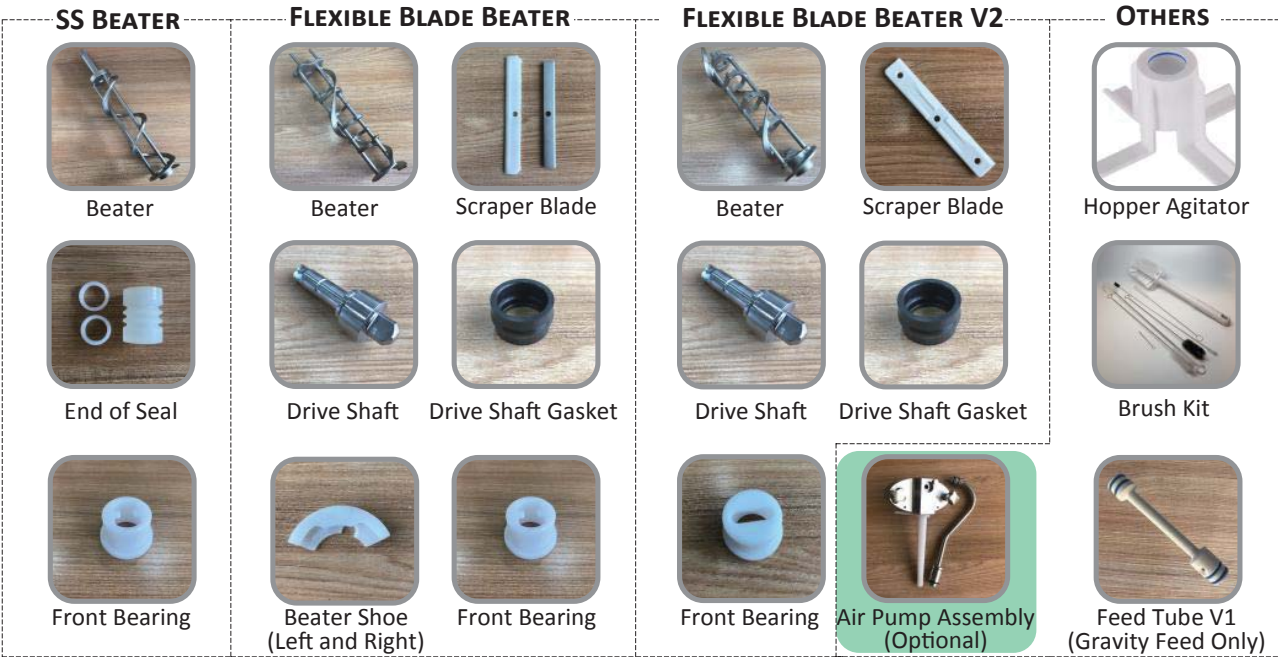 SS BEATER
FLEXIBLE BLADE BEATER
FLEXIBLE BLADE BEATER V2
OTHERS
Beater
Beater
Scraper Blade
Beater
Scraper Blade
Hopper Agitator
End of Seal
Drive Shaft
Drive Shaft Gasket
Drive Shaft
Drive Shaft Gasket
Brush Kit
Front Bearing
Beater Shoe
(Left and Right)
Front Bearing
Front Bearing
Air Pump Assembly
(Optional)
Feed Tube V1
(Gravity Feed Only)